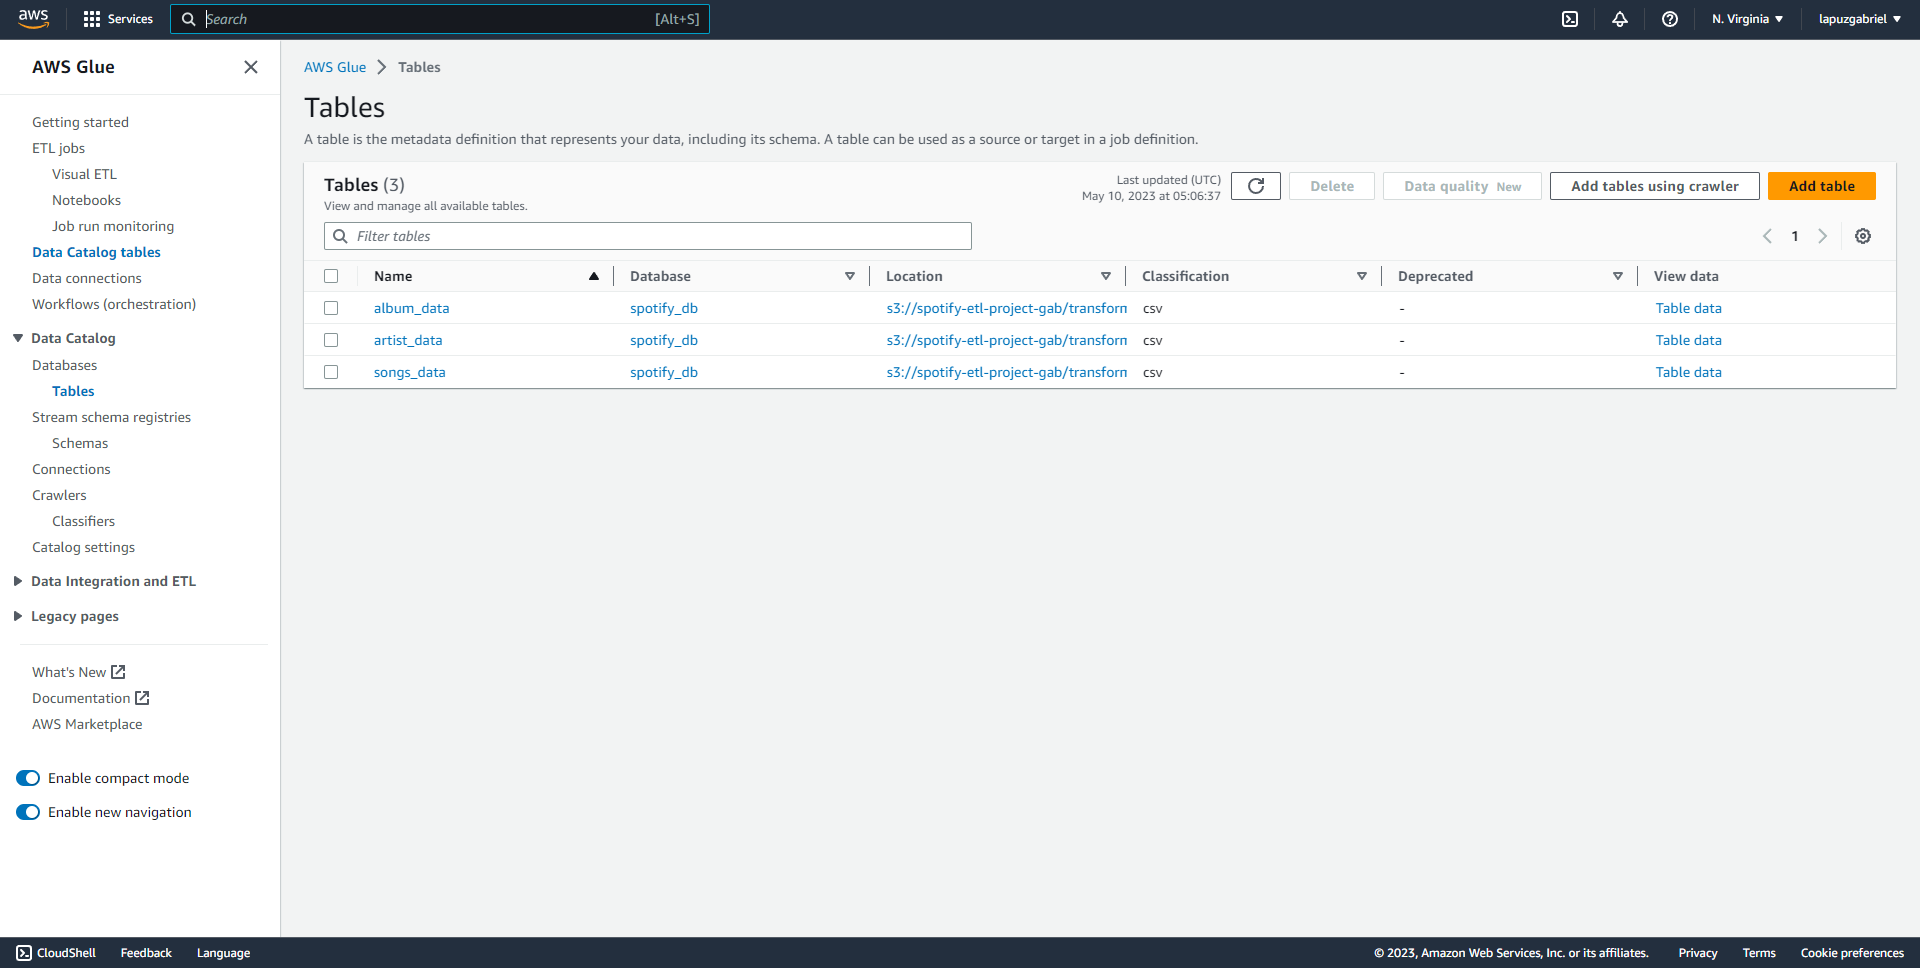 aws
Services
Search
[Alt+S]
N. Virginia
lapuzgabriel
AWS Glue
Getting started
ETL jobs
Visual ETL
Notebooks
Job run monitoring
Data Catalog tables
Data connections
Workflows (orchestration)
Data Catalog
Databases
Tables
Stream schema registries
Schemas
Connections
Crawlers
Classifiers
Catalog settings
Data Integration and ETL
Legacy pages
What's New
Documentation
AWS Marketplace
Enable compact mode
Enable new navigation
AWS Glue > Tables
Tables
A table is the metadata definition that represents your data, including its schema. A table can be used as a source or target in a job definition.
Tables (3)
View and manage all available tables.
Last updated (UTC)
May 10, 2023 at 05:06:37
Delete
Data quality New
Add tables using crawler
Add table
Filter tables
1
Name Database Location Classification Deprecated View data
album_data spotify_db s3://spotify-etl-project-gab/transforn csv - Table data
artist_data spotify_db s3://spotify-etl-project-gab/transforn csv - Table data
songs_data spotify_db s3://spotify-etl-project-gab/transforn csv - Table data
CloudShell Feedback Language
© 2023, Amazon Web Services, Inc. or its affiliates. Privacy Terms Cookie preferences